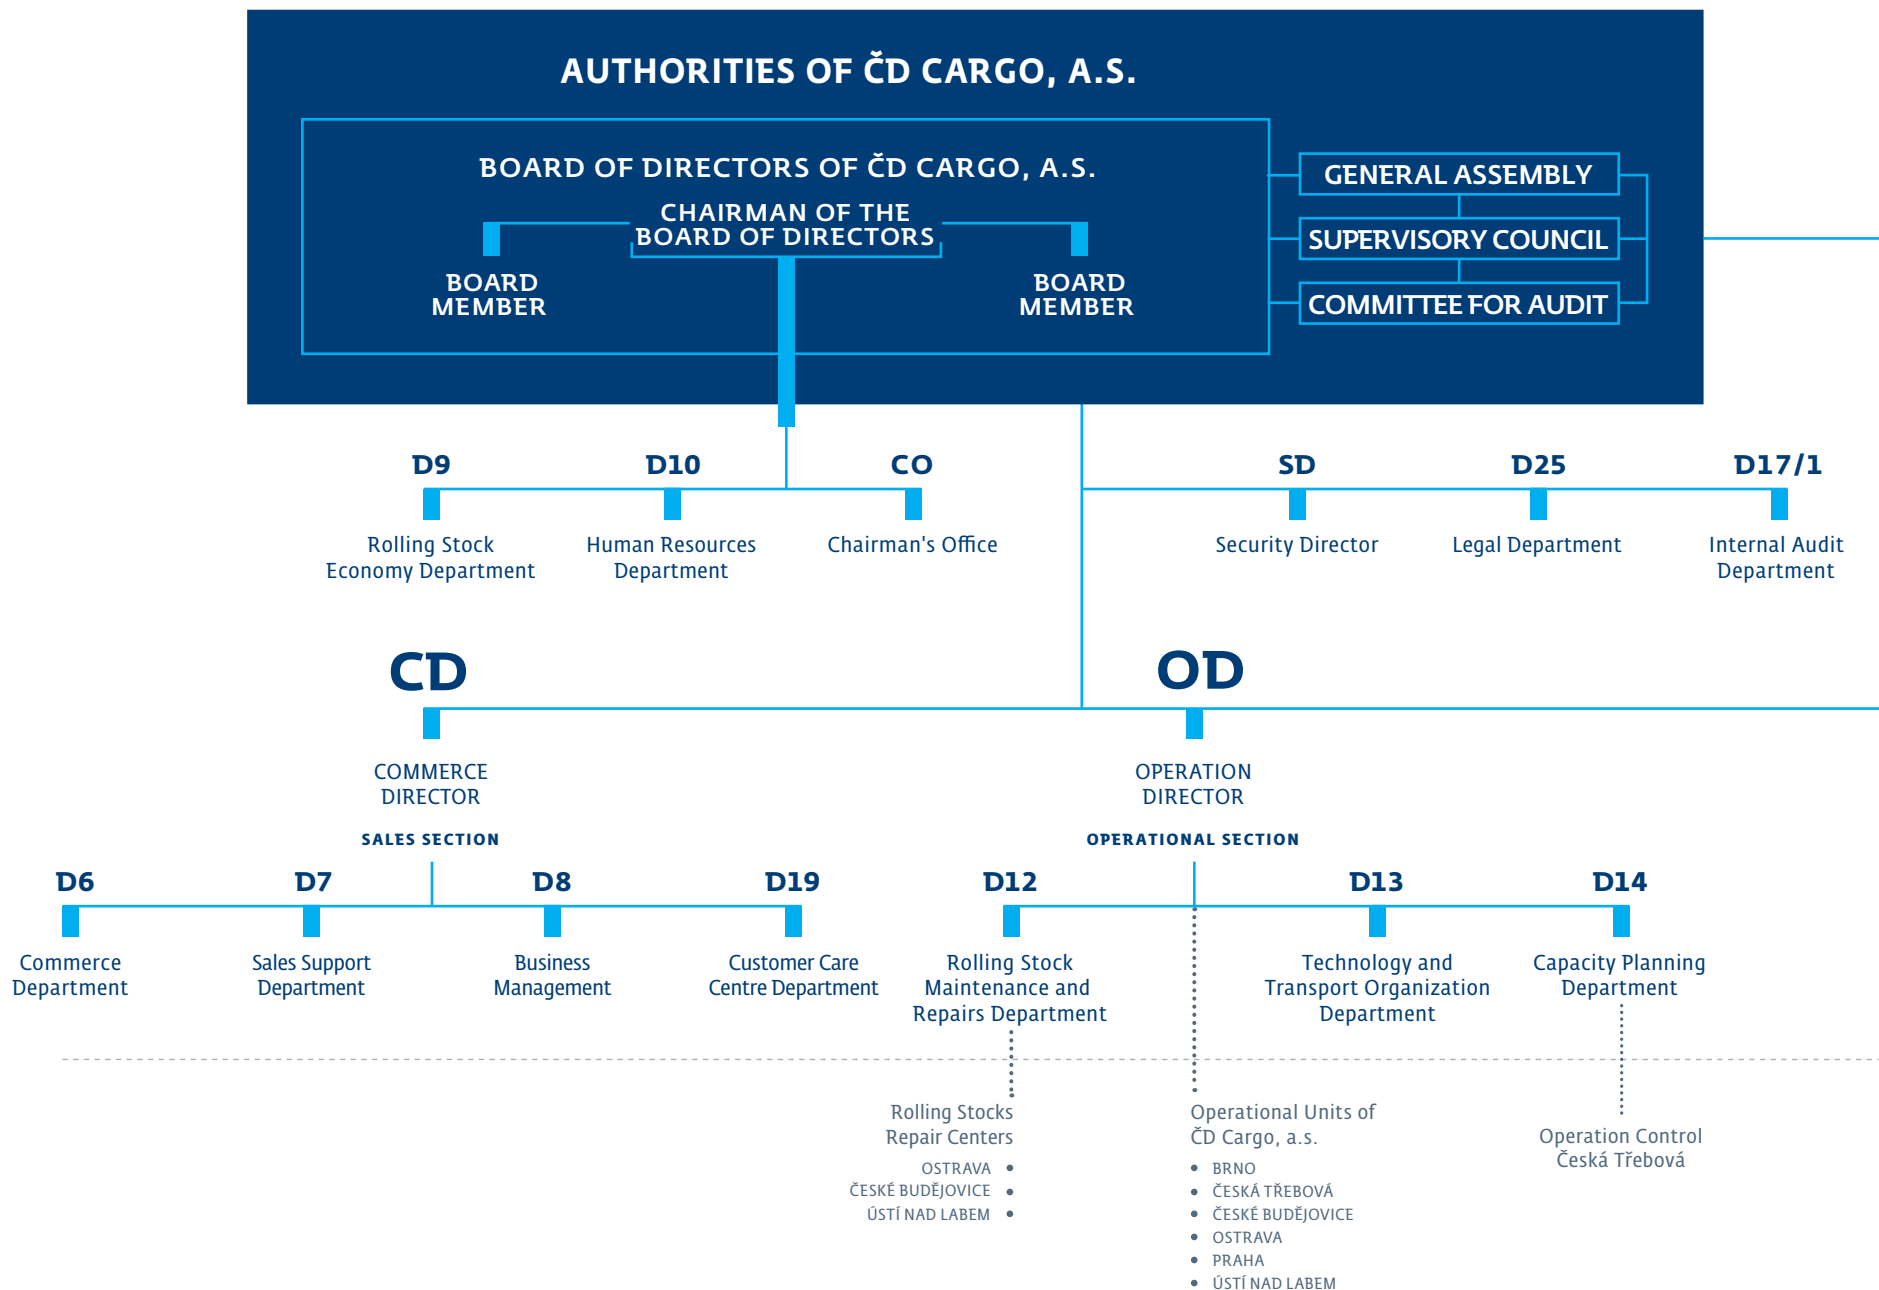 AUTHORITIES OF ČD CARGO, A.S.
BOARD OF DIRECTORS OF ČD CARGO, A.S.
CHAIRMAN OF THE
BOARD OF DIRECTORS
BOARD
MEMBER
BOARD
MEMBER
GENERAL ASSEMBLY
SUPERVISORY COUNCIL
COMMITTEE FOR AUDIT
D9
Rolling Stock
Economy Department
D10
Human Resources
Department
CO
Chairman's Office
SD
Security Director
D25
Legal Department
D17/1
Internal Audit
Department
CD
COMMERCE
DIRECTOR
SALES SECTION
OD
OPERATION
DIRECTOR
OPERATIONAL SECTION
D6
Commerce
Department
D7
Sales Support
Department
D8
Business
Management
D19
Customer Care
Centre Department
D12
Rolling Stock
Maintenance and
Repairs Department
D13
Technology and
Transport Organization
Department
D14
Capacity Planning
Department
Rolling Stocks
Repair Centers
OSTRAVA •
ČESKÉ BUDĚJOVICE •
ÚSTÍ NAD LABEM •
Operational Units of
ČD Cargo, a.s.
• BRNO
• ČESKÁ TŘEBOVÁ
• ČESKÉ BUDĚJOVICE
• OSTRAVA
• PRAHA
• ÚSTÍ NAD LABEM
Operation Control
Česká Třebová